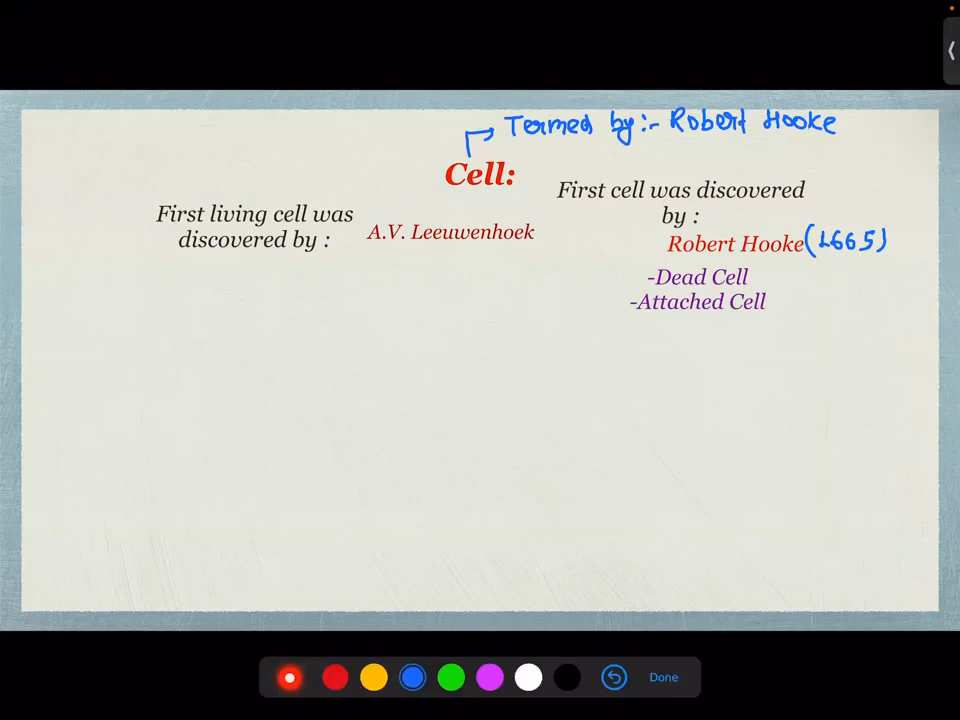 Termed by:- Robert Hooke
Cell:
First living cell was
discovered by :
A.V. Leeuwenhoek
First cell was discovered
by :
Robert Hooke (1665)
-Dead Cell
-Attached Cell
Done